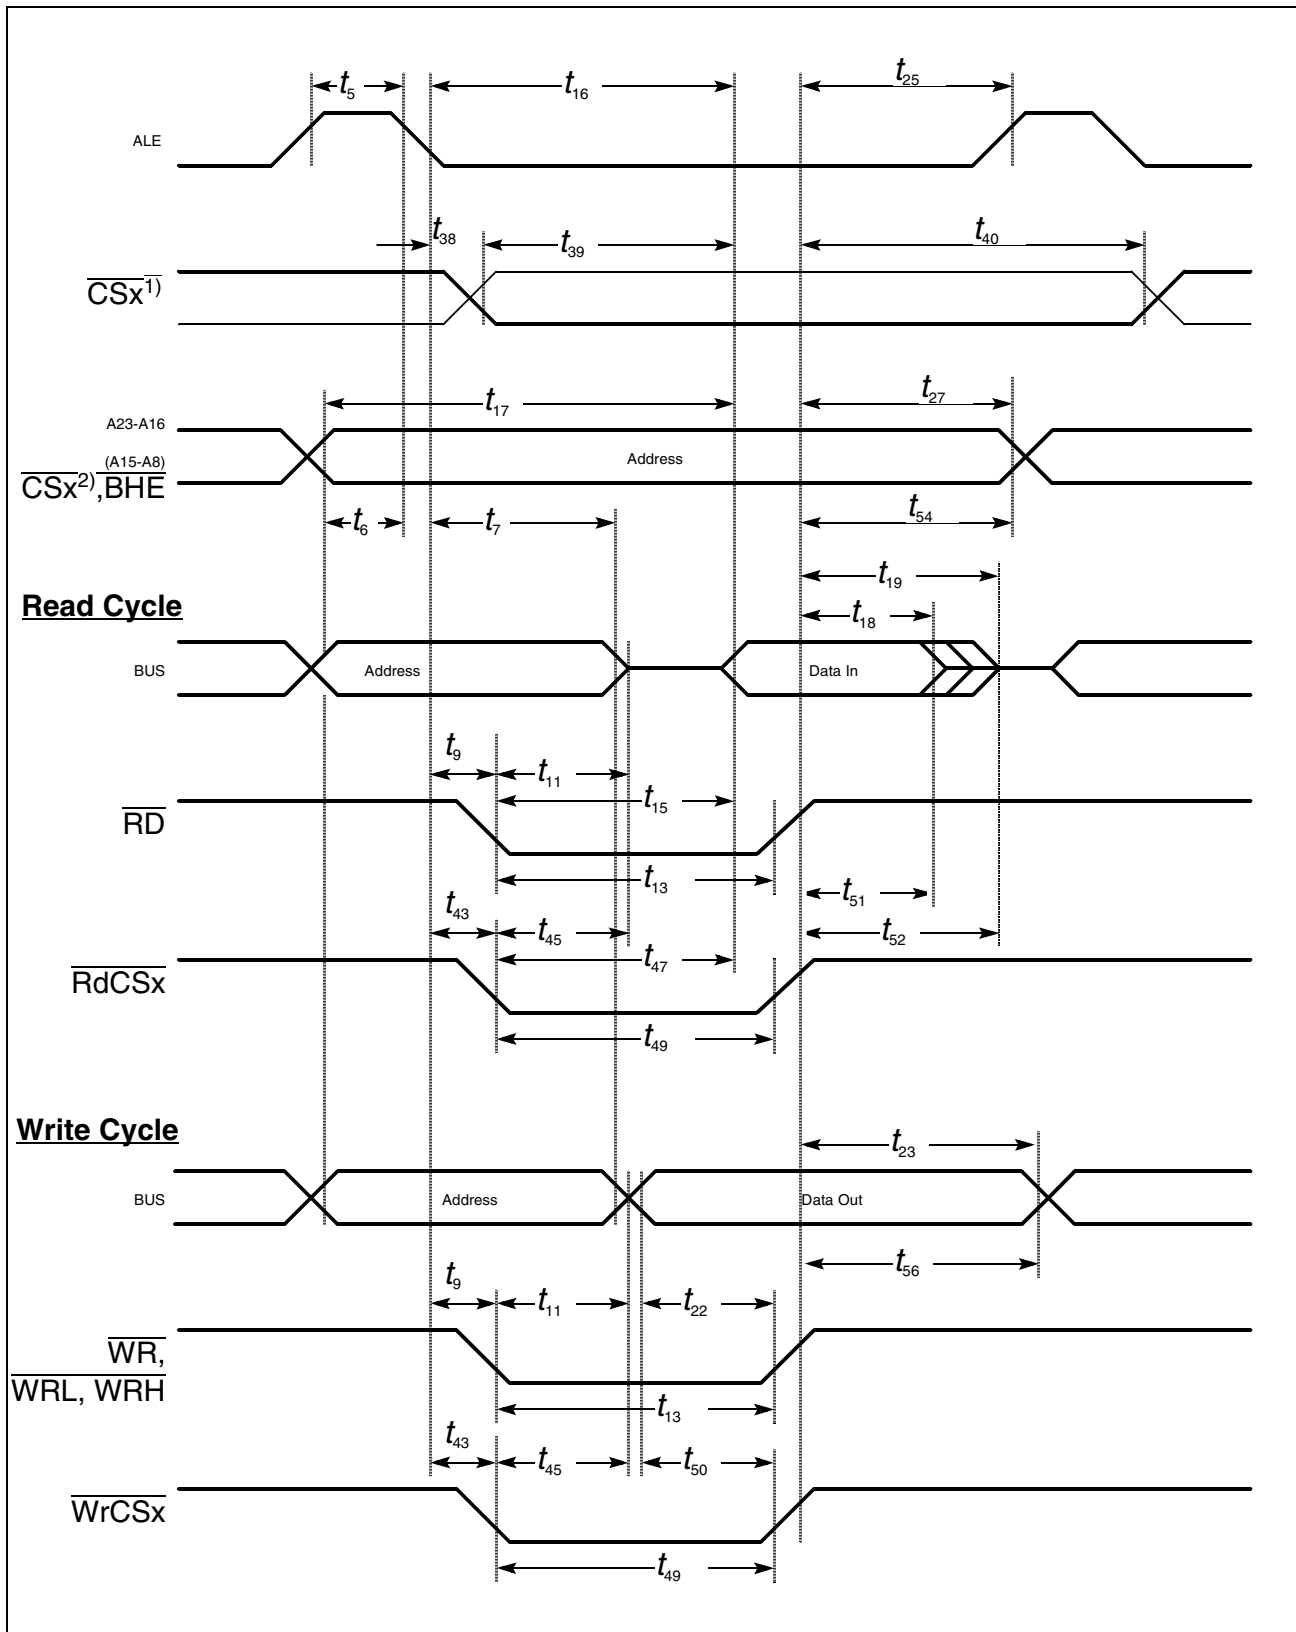 t5 t16 t25
ALE
t38 t39 t40
CSx1)
t17 t27
A23-A16
(A15-A8)
Address
CSx2),BHE
t6 t7 t54
t19
Read Cycle
t18
BUS Address Data In
t9 t11
t15
RD
t13 t51
t43 t45 t52
t47
RdCSx
t49
Write Cycle
t23
BUS Address Data Out
t56
t9 t11 t22
WR,
WRL, WRH
t13
t43 t45 t50
WrCSx
t49